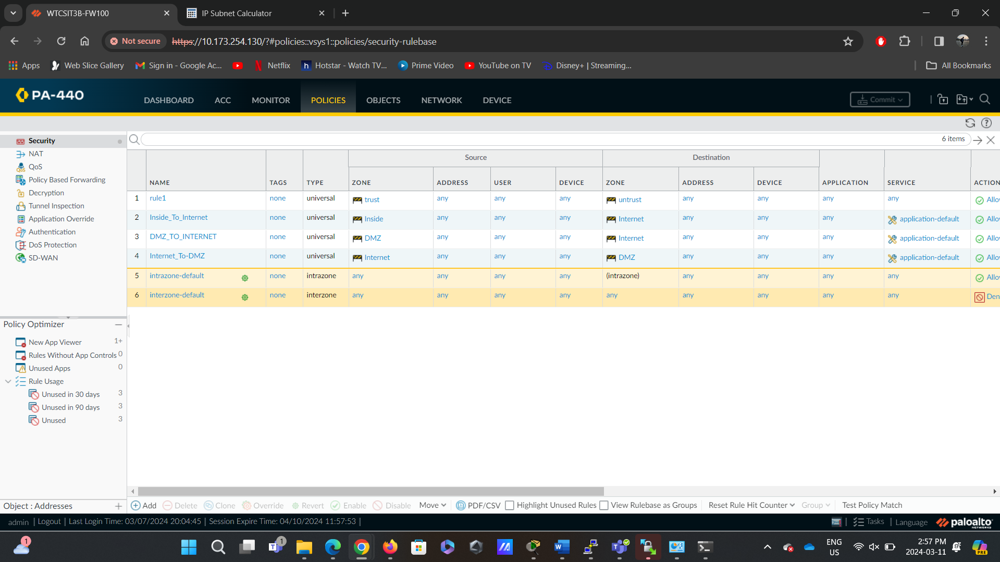 WTCSIT3B-FW100
IP Subnet Calculator
Not secure
https://10.173.254.130/?#policies::vsys1::policies/security-rulebase
Apps
Web Slice Gallery
Sign in - Google Ac...
Netflix
Hotstar - Watch TV...
Prime Video
YouTube on TV
Disney+ | Streaming...
All Bookmarks
PA-440
DASHBOARD ACC MONITOR POLICIES OBJECTS NETWORK DEVICE
Commit
Security
NAT
QoS
Policy Based Forwarding
Decryption
Tunnel Inspection
Application Override
Authentication
DoS Protection
SD-WAN
Policy Optimizer
New App Viewer 1+
Rules Without App Controls 0
Unused Apps 0
Rule Usage
Unused in 30 days 3
Unused in 90 days 3
Unused 3
Object : Addresses
6 items
Source Destination
NAME TAGS TYPE ZONE ADDRESS USER DEVICE ZONE ADDRESS DEVICE APPLICATION SERVICE ACTION
1 rule1 none universal trust any any any untrust any any any any Allo
2 Inside_To_Internet none universal Inside any any any Internet any any any application-default Allo
3 DMZ_TO_INTERNET none universal DMZ any any any Internet any any any application-default Allo
4 Internet_To-DMZ none universal Internet any any any DMZ any any any application-default Allo
5 intrazone-default none intrazone any any any any (intrazone) any any any any Allo
6 interzone-default none interzone any any any any any any any any any Den
Add Delete Clone Override Revert Enable Disable Move PDF/CSV Highlight Unused Rules View Rulebase as Groups Reset Rule Hit Counter Group Test Policy Match
admin | Logout | Last Login Time: 03/07/2024 20:04:45 | Session Expire Time: 04/10/2024 11:57:53 |
Tasks | Language
paloalto
NETWORKS
1
1
ENG
US
2:57 PM
2024-03-11
PRE